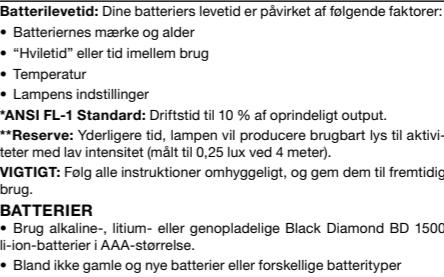 Batterilevetid: Dine batteriers levetid er påvirket af følgende faktorer:
• Batteriernes mærke og alder
• “Hviletid” eller tid imellem brug
• Temperatur
• Lampens indstillinger
*ANSI FL-1 Standard: Driftstid til 10 % af oprindeligt output.
**Reserve: Yderligere tid, lampen vil producere brugbart lys til aktivi-
teter med lav intensitet (målt til 0,25 lux ved 4 meter).
VIGTIGT: Følg alle instruktioner omhyggeligt, og gem dem til fremtidig
brug.
BATTERIER
• Brug alkaline-, litium- eller genopladelige Black Diamond BD 1500
li-ion-batterier i AAA-størrelse.
• Bland ikke gamle og nye batterier eller forskellige batterityper